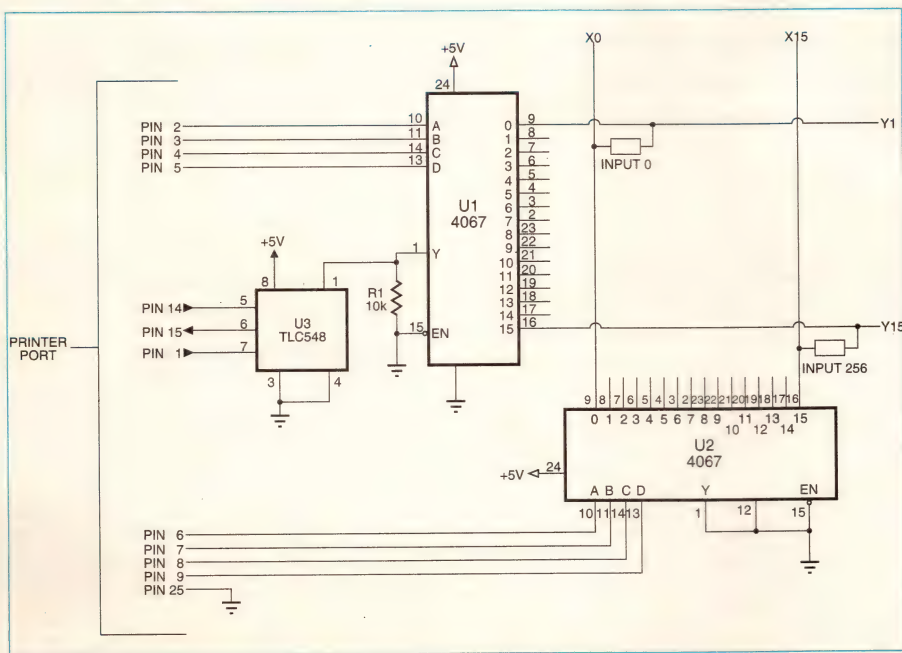 X0
X15
+5V
24
PIN 2
PIN 3
PIN 4
PIN 5
10 A
11 B
14 C
13 D
0 9
1 8
2 7
3 6
4 5
5 4
6 3
7 2
8 23
9 22
10 21
11 20
12 19
13 18
14 17
15 16
Y1
INPUT 0
U1
4067
1 Y
+5V
8
1
R1
10k
15 EN
PIN 14
PIN 15
PIN 1
5
6
7
U3
TLC548
3
4
Y15
INPUT 256
PRINTER
PORT
9 8 7 6 5 4 3 2 23 22 21 20 19 18 17 16
0 1 2 3 4 5 6 7 8 9 11 13 15
10 12 14
U2
4067
+5V
24
A B C D
Y
EN
10 11 14 13
1
12
15
PIN 6
PIN 7
PIN 8
PIN 9
PIN 25